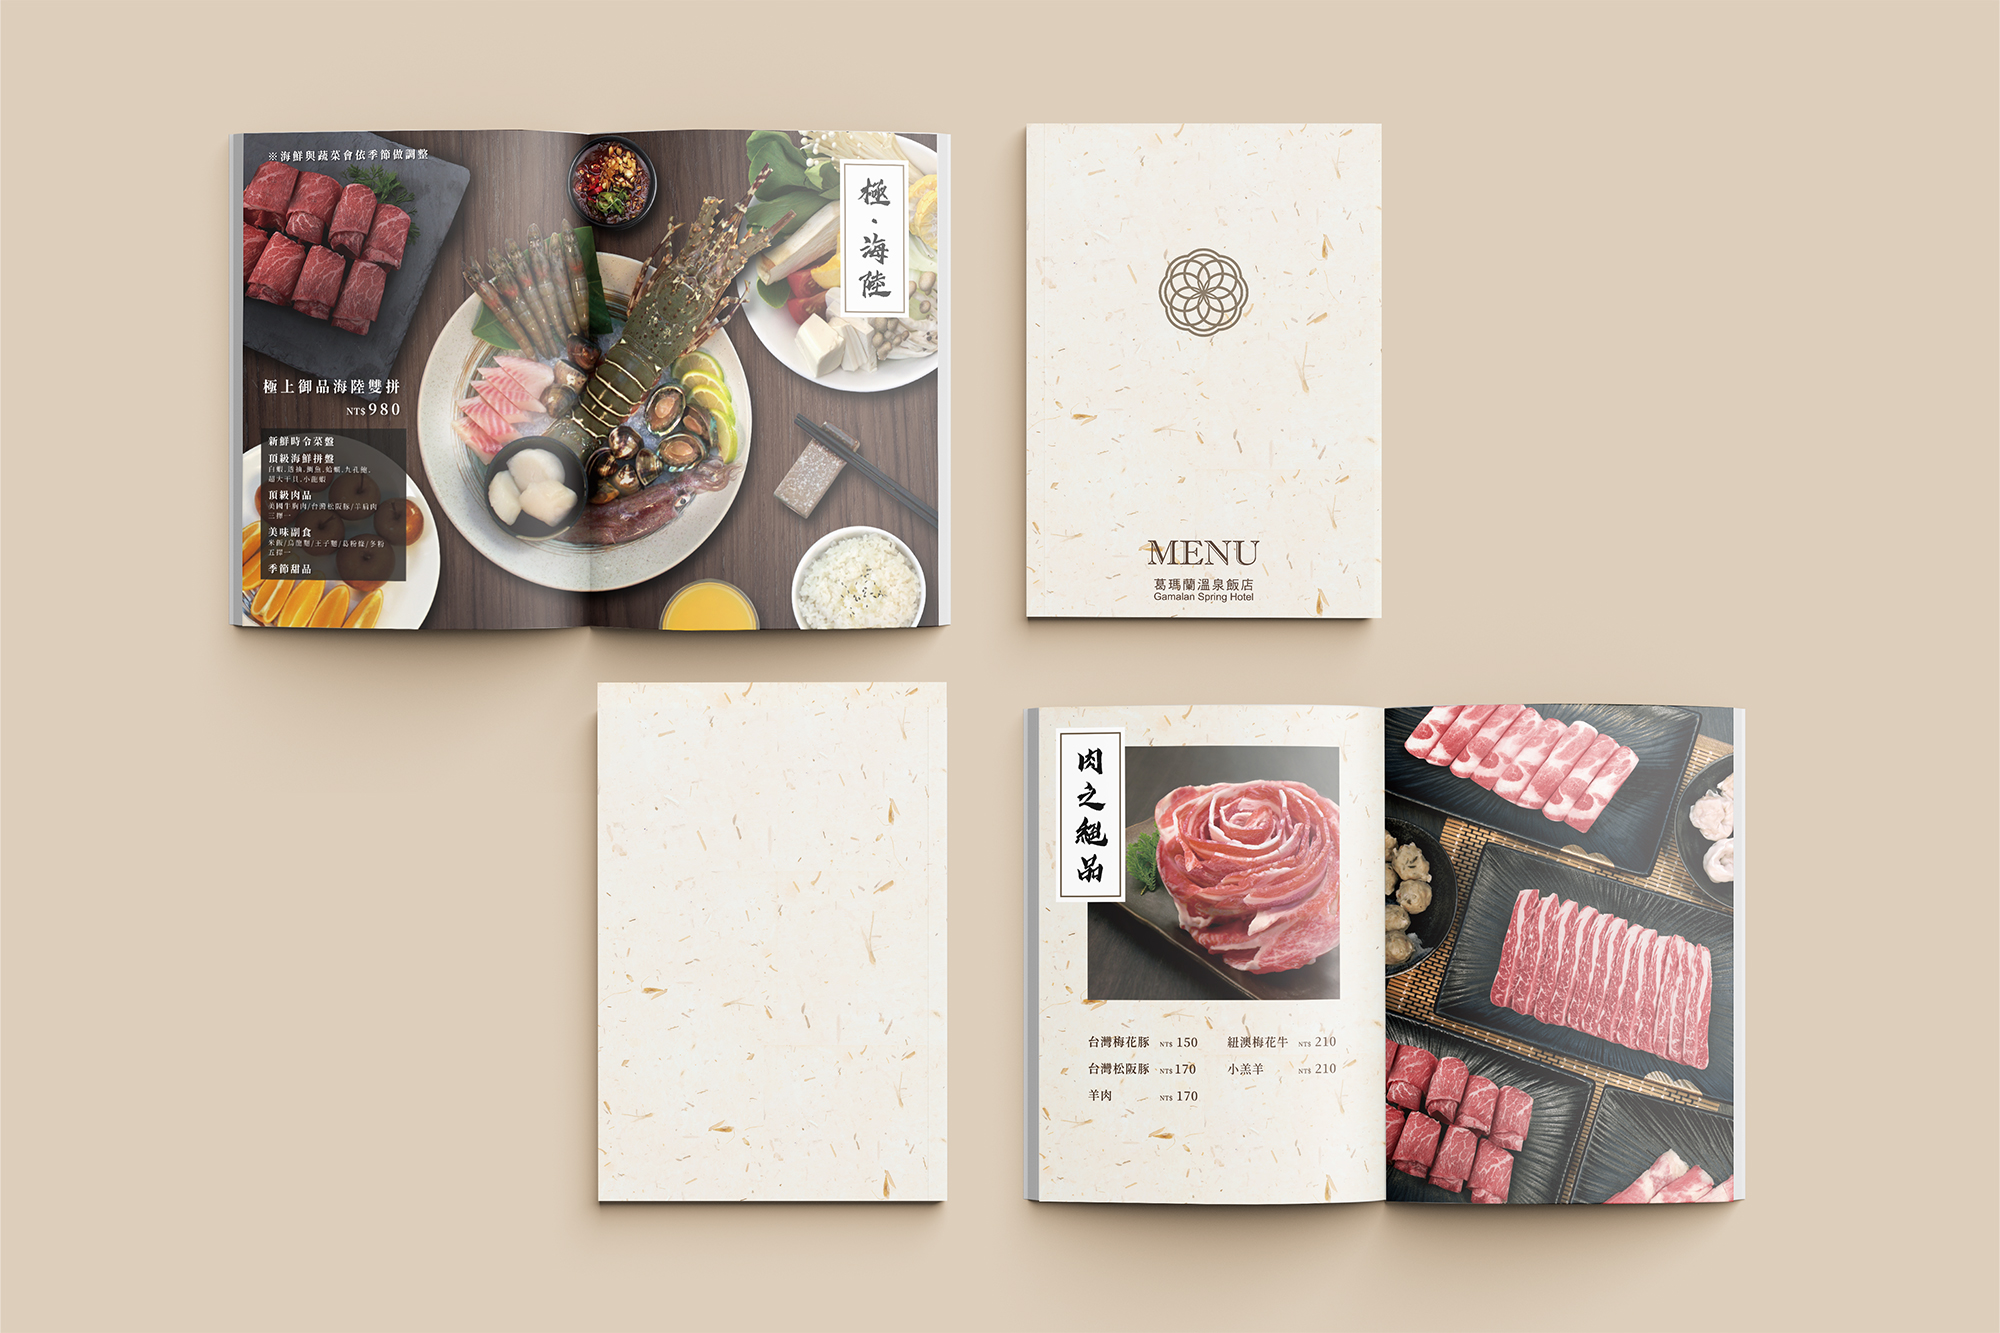 ※海鮮與蔬菜會依季節做調整
極・海陸
極上御品海陸雙拼
NT$980
新鮮時令菜盤
頂級海鮮拼盤
白蝦.透抽.鯛魚.蛤蠣.九孔鮑.
超大干貝.小龍蝦
頂級肉品
美國牛胸肉/台灣松阪豚/羊肩肉
三擇一
美味副食
米飯/烏龍麵/王子麵/葛粉條/冬粉
五擇一
季節甜品
MENU
葛瑪蘭溫泉飯店
Gamalan Spring Hotel
肉之絕品
台灣梅花豚 NT$ 150
台灣松阪豚 NT$ 170
羊肉 NT$ 170
紐澳梅花牛 NT$ 210
小羔羊 NT$ 210